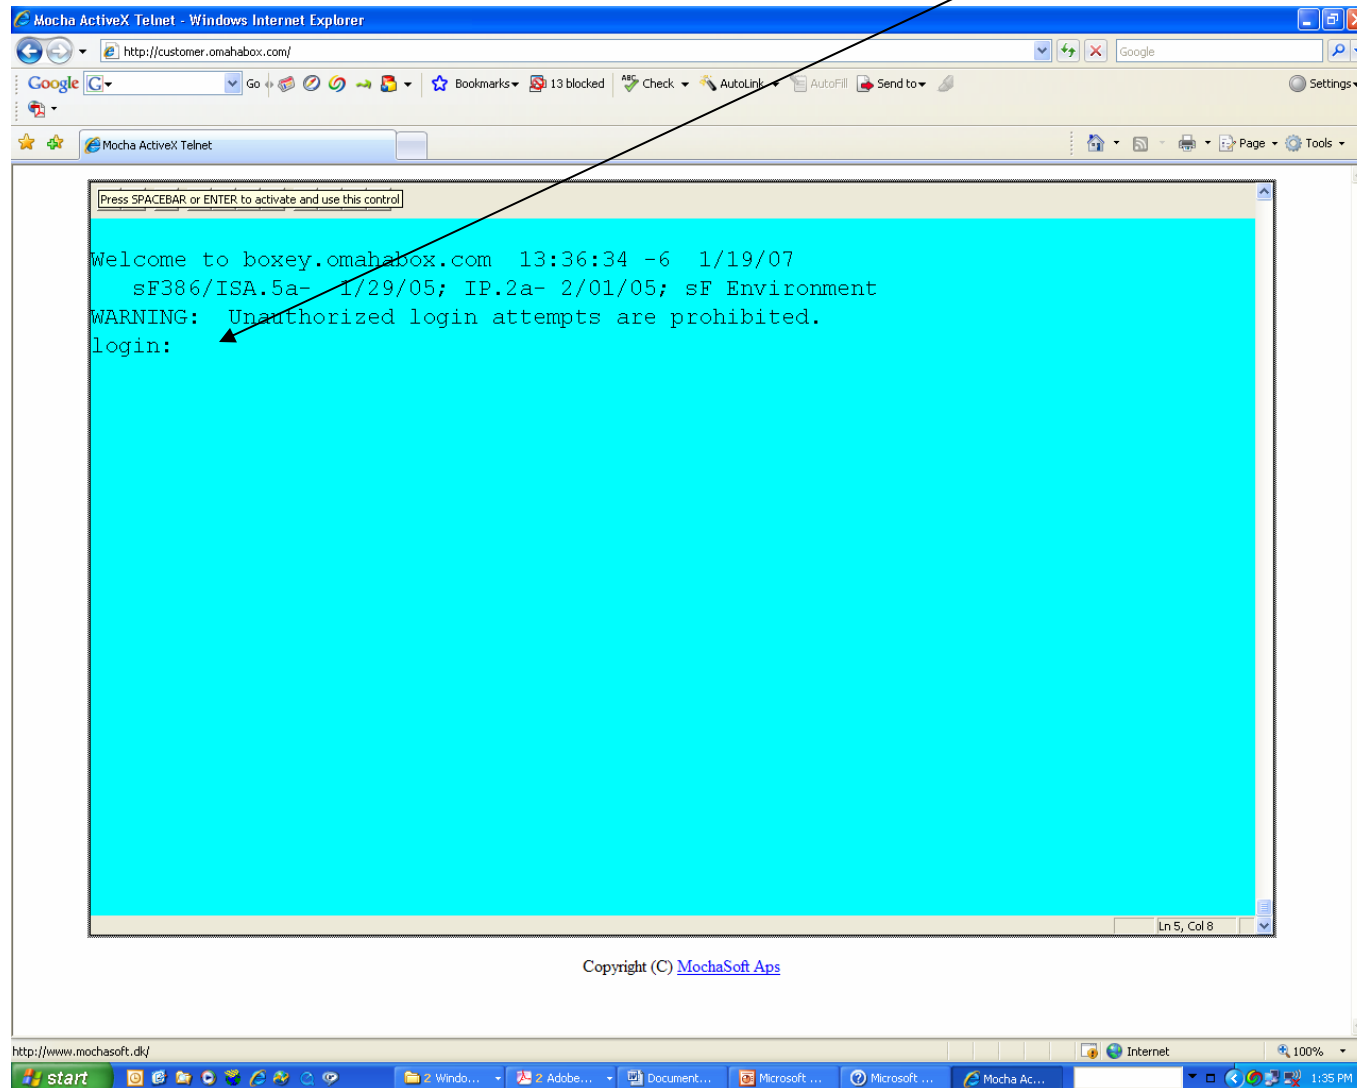 Mocha ActiveX Telnet - Windows Internet Explorer
http://customer.omahabox.com/
Google
Google G Go Bookmarks 13 blocked ABC Check AutoLink AutoFill Send to Settings
Mocha ActiveX Telnet
Page Tools
Press SPACEBAR or ENTER to activate and use this control
Welcome to boxey.omahabox.com 13:36:34 -6 1/19/07
sF386/ISA.5a- 1/29/05; IP.2a- 2/01/05; sF Environment
WARNING: Unauthorized login attempts are prohibited.
login:
Ln 5, Col 8
Copyright (C) MochaSoft Aps
http://www.mochasoft.dk/
Internet
100%
start
2 Windo...
2 Adobe...
Document...
Microsoft ...
Microsoft ...
Mocha Ac...
1:35 PM